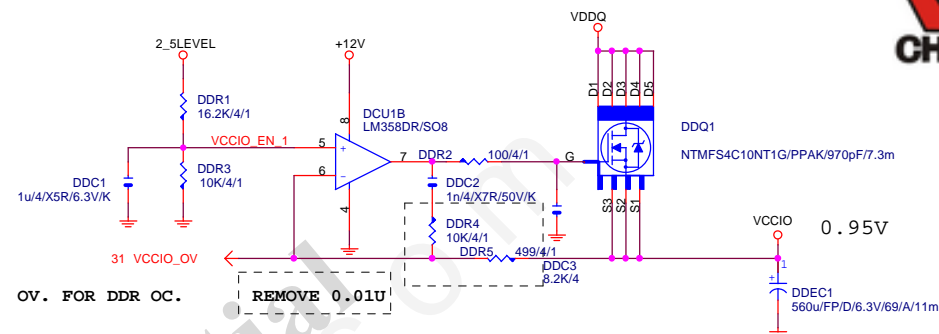 VDDQ
2_5LEVEL
+12V
CH
D1
D2
D3
D4
D5
DDR1
16.2K/4/1
DCU1B
LM358DR/SO8
8
DDQ1
VCCIO_EN_1
5
+
7
DDR2
100/4/1
G
NTMFS4C10NT1G/PPAK/970pF/7.3m
DDR3
10K/4/1
6
-
DDC1
1u/4/X5R/6.3V/K
DDC2
1n/4/X7R/50V/K
4
S3
S2
S1
DDR4
10K/4/1
VCCIO
0.95V
31 VCCIO_OV
DDR5
499/4/1
DDC3
8.2K/4
1
+
DDEC1
560u/FP/D/6.3V/69/A/11m
OV. FOR DDR OC.
REMOVE 0.01U